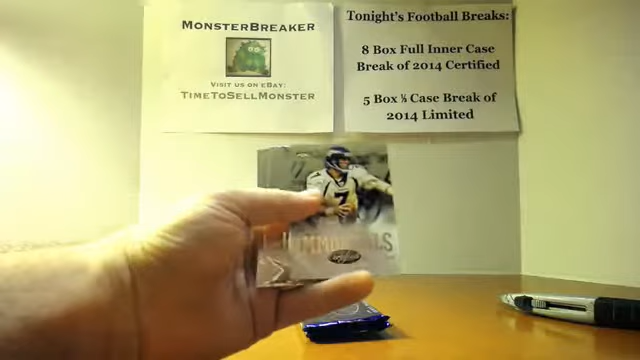 MonsterBreaker
Visit us on eBay:
TimeToSellMonster
Tonight's Football Breaks:
8 Box Full Inner Case
Break of 2014 Certified
5 Box ½ Case Break of
2014 Limited
7